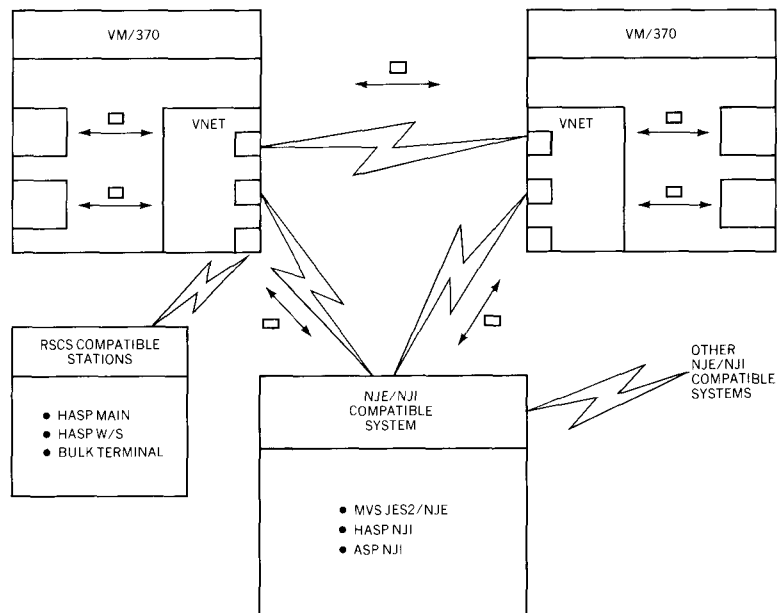 VM/370
VM/370
VNET
VNET
RSCS COMPATIBLE
STATIONS
● HASP MAIN
● HASP W/S
● BULK TERMINAL
NJE/NJI
COMPATIBLE
SYSTEM
● MVS JES2/NJE
● HASP NJI
● ASP NJI
OTHER
NJE/NJI
COMPATIBLE
SYSTEMS